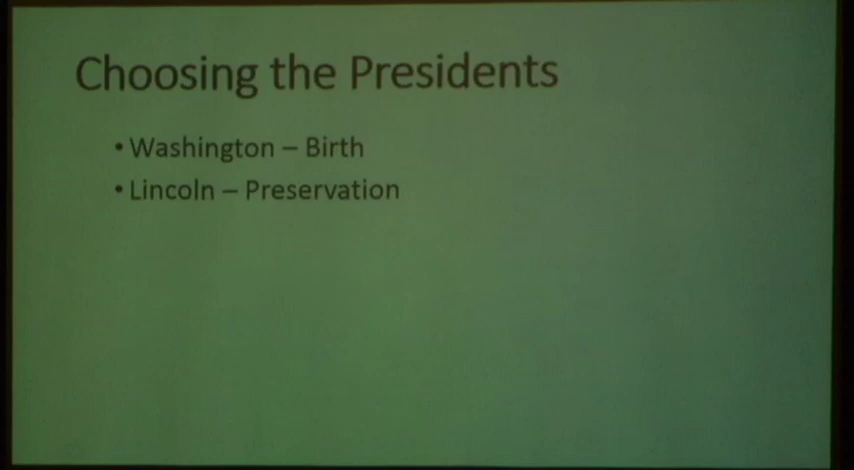 Choosing the Presidents
• Washington – Birth
• Lincoln – Preservation